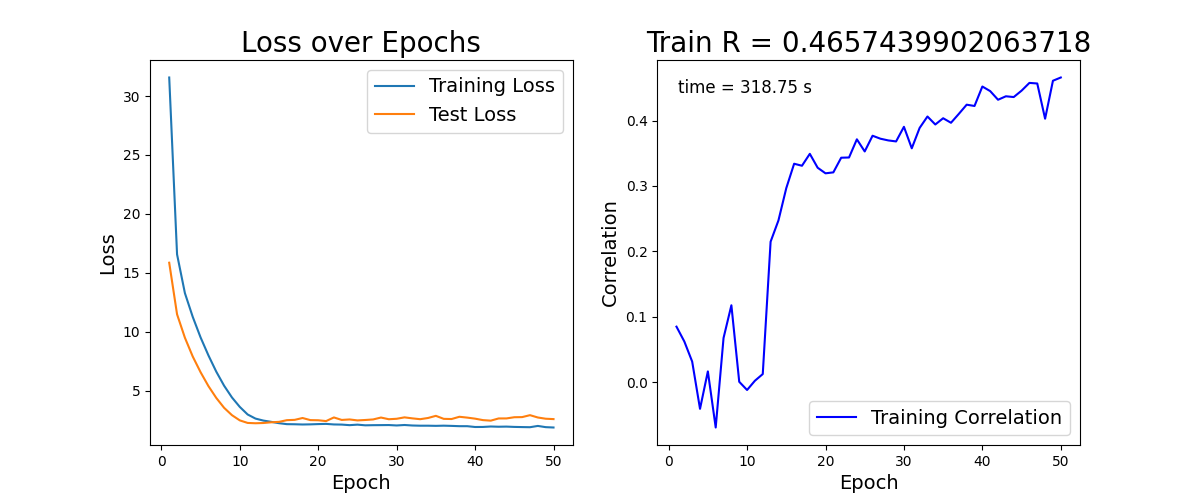 Loss over Epochs
Training Loss
Test Loss
30
25
20
15
10
5
Loss
0
10
20
30
40
50
Epoch
Train R = 0.4657439902063718
time = 318.75 s
0.4
0.3
0.2
0.1
0.0
Correlation
Training Correlation
0
10
20
30
40
50
Epoch